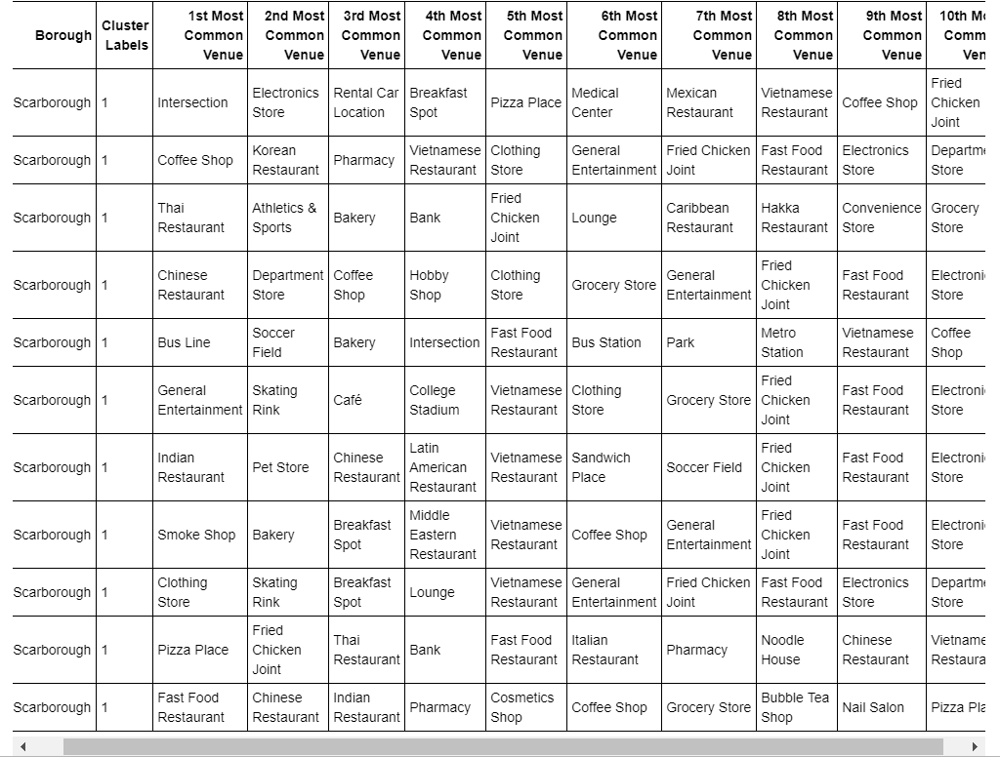 Borough Cluster Labels 1st Most Common Venue 2nd Most Common Venue 3rd Most Common Venue 4th Most Common Venue 5th Most Common Venue 6th Most Common Venue 7th Most Common Venue 8th Most Common Venue 9th Most Common Venue 10th Mo Comm Ven
Scarborough 1 Intersection Electronics Store Rental Car Location Breakfast Spot Pizza Place Medical Center Mexican Restaurant Vietnamese Restaurant Coffee Shop Fried Chicken Joint
Scarborough 1 Coffee Shop Korean Restaurant Pharmacy Vietnamese Restaurant Clothing Store General Entertainment Fried Chicken Joint Fast Food Restaurant Electronics Store Departme Store
Scarborough 1 Thai Restaurant Athletics & Sports Bakery Bank Fried Chicken Joint Lounge Caribbean Restaurant Hakka Restaurant Convenience Store Grocery Store
Scarborough 1 Chinese Restaurant Department Store Coffee Shop Hobby Shop Clothing Store Grocery Store General Entertainment Fried Chicken Joint Fast Food Restaurant Electroni Store
Scarborough 1 Bus Line Soccer Field Bakery Intersection Fast Food Restaurant Bus Station Park Metro Station Vietnamese Restaurant Coffee Shop
Scarborough 1 General Entertainment Skating Rink Café College Stadium Vietnamese Restaurant Clothing Store Grocery Store Fried Chicken Joint Fast Food Restaurant Electroni Store
Scarborough 1 Indian Restaurant Pet Store Chinese Restaurant Latin American Restaurant Vietnamese Restaurant Sandwich Place Soccer Field Fried Chicken Joint Fast Food Restaurant Electroni Store
Scarborough 1 Smoke Shop Bakery Breakfast Spot Middle Eastern Restaurant Vietnamese Restaurant Coffee Shop General Entertainment Fried Chicken Joint Fast Food Restaurant Electroni Store
Scarborough 1 Clothing Store Skating Rink Breakfast Spot Lounge Vietnamese Restaurant General Entertainment Fried Chicken Joint Fast Food Restaurant Electronics Store Departme Store
Scarborough 1 Pizza Place Fried Chicken Joint Thai Restaurant Bank Fast Food Restaurant Italian Restaurant Pharmacy Noodle House Chinese Restaurant Vietname Restaura
Scarborough 1 Fast Food Restaurant Chinese Restaurant Indian Restaurant Pharmacy Cosmetics Shop Coffee Shop Grocery Store Bubble Tea Shop Nail Salon Pizza Pla